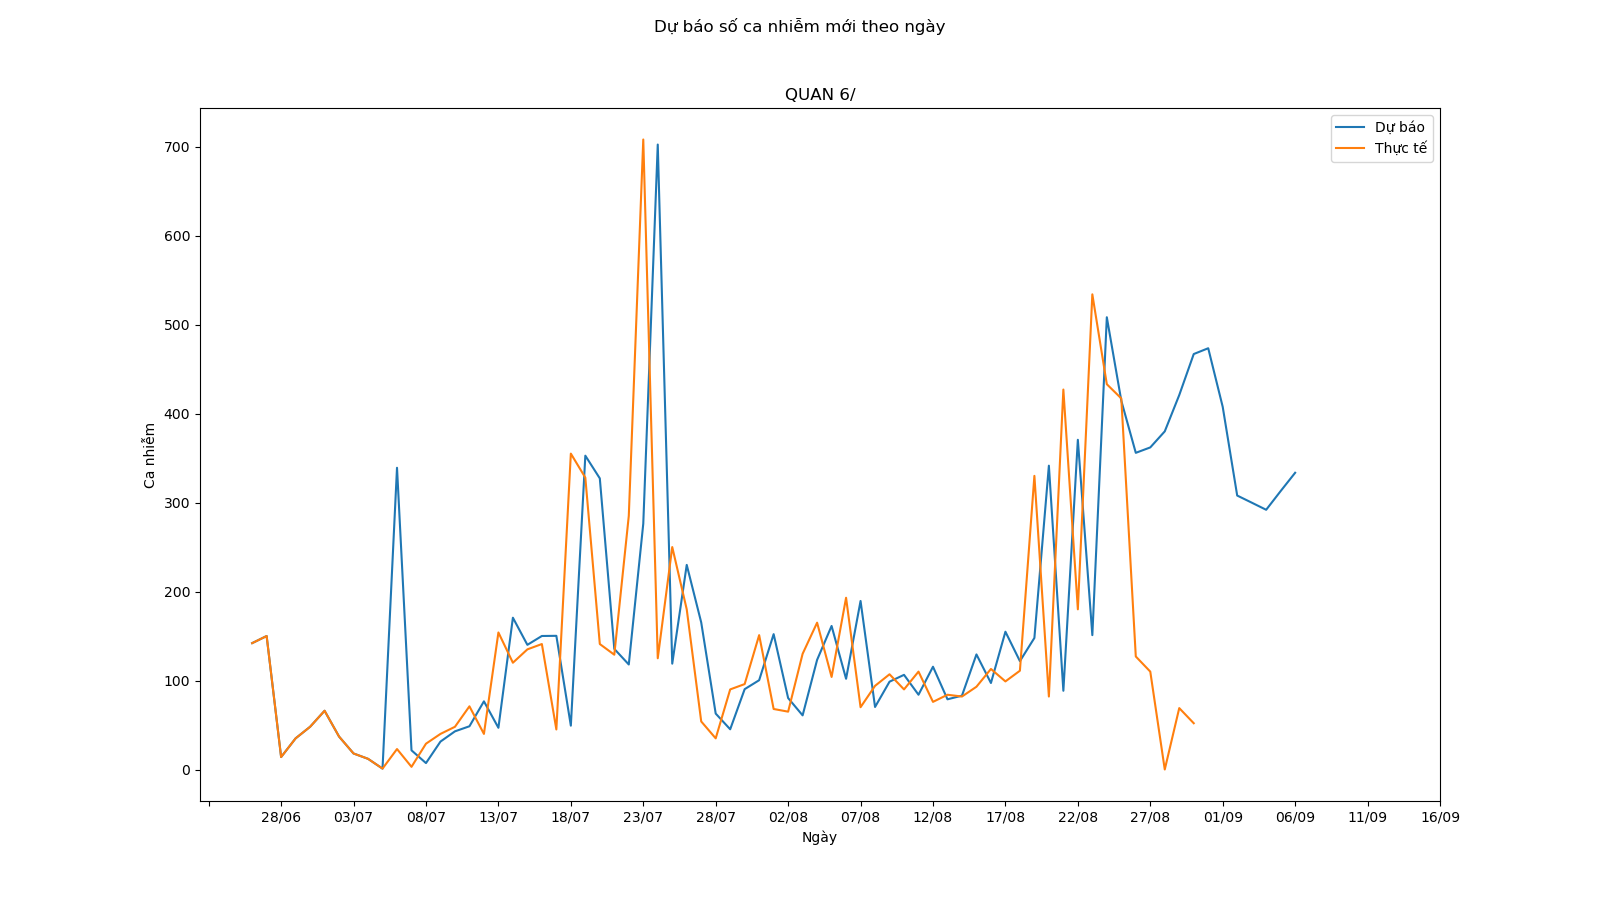 Dự báo số ca nhiễm mới theo ngày
QUAN 6/
Dự báo
Thực tế
700
600
500
400
300
200
100
0
Ca nhiễm
28/06 03/07 08/07 13/07 18/07 23/07 28/07 02/08 07/08 12/08 17/08 22/08 27/08 01/09 06/09 11/09 16/09
Ngày